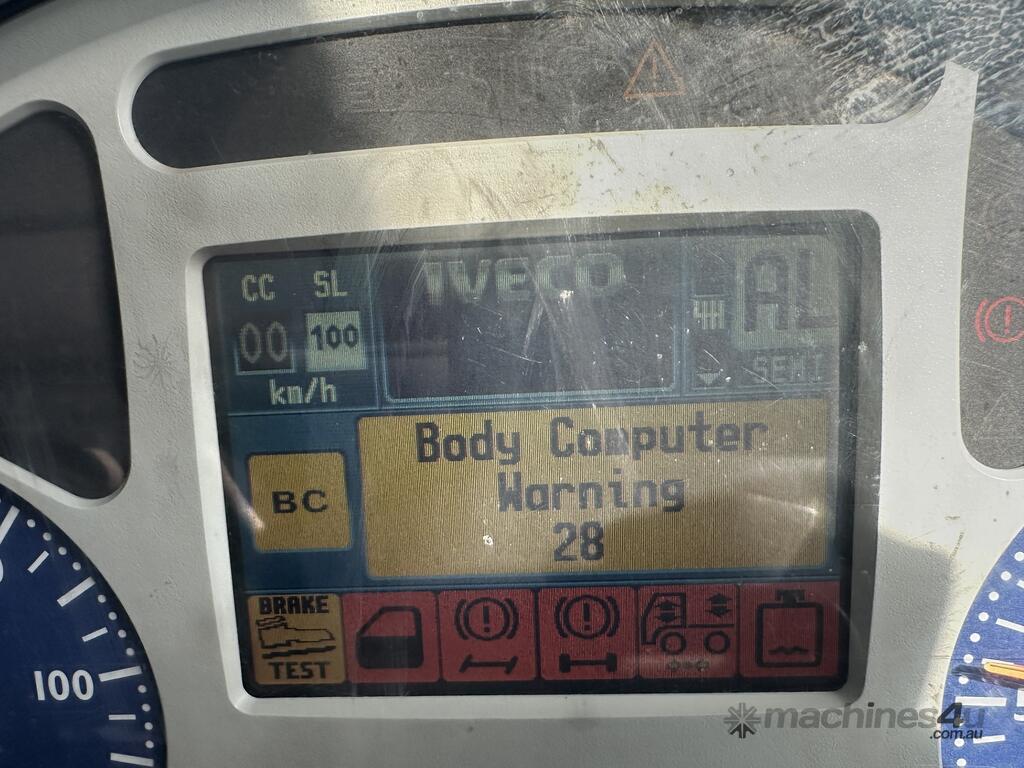 CC SL
IVECO
AL
00 100
km/h
SEMI
Body Computer
Warning
28
BC
BRAKE
TEST
100
machines4u
.com.au